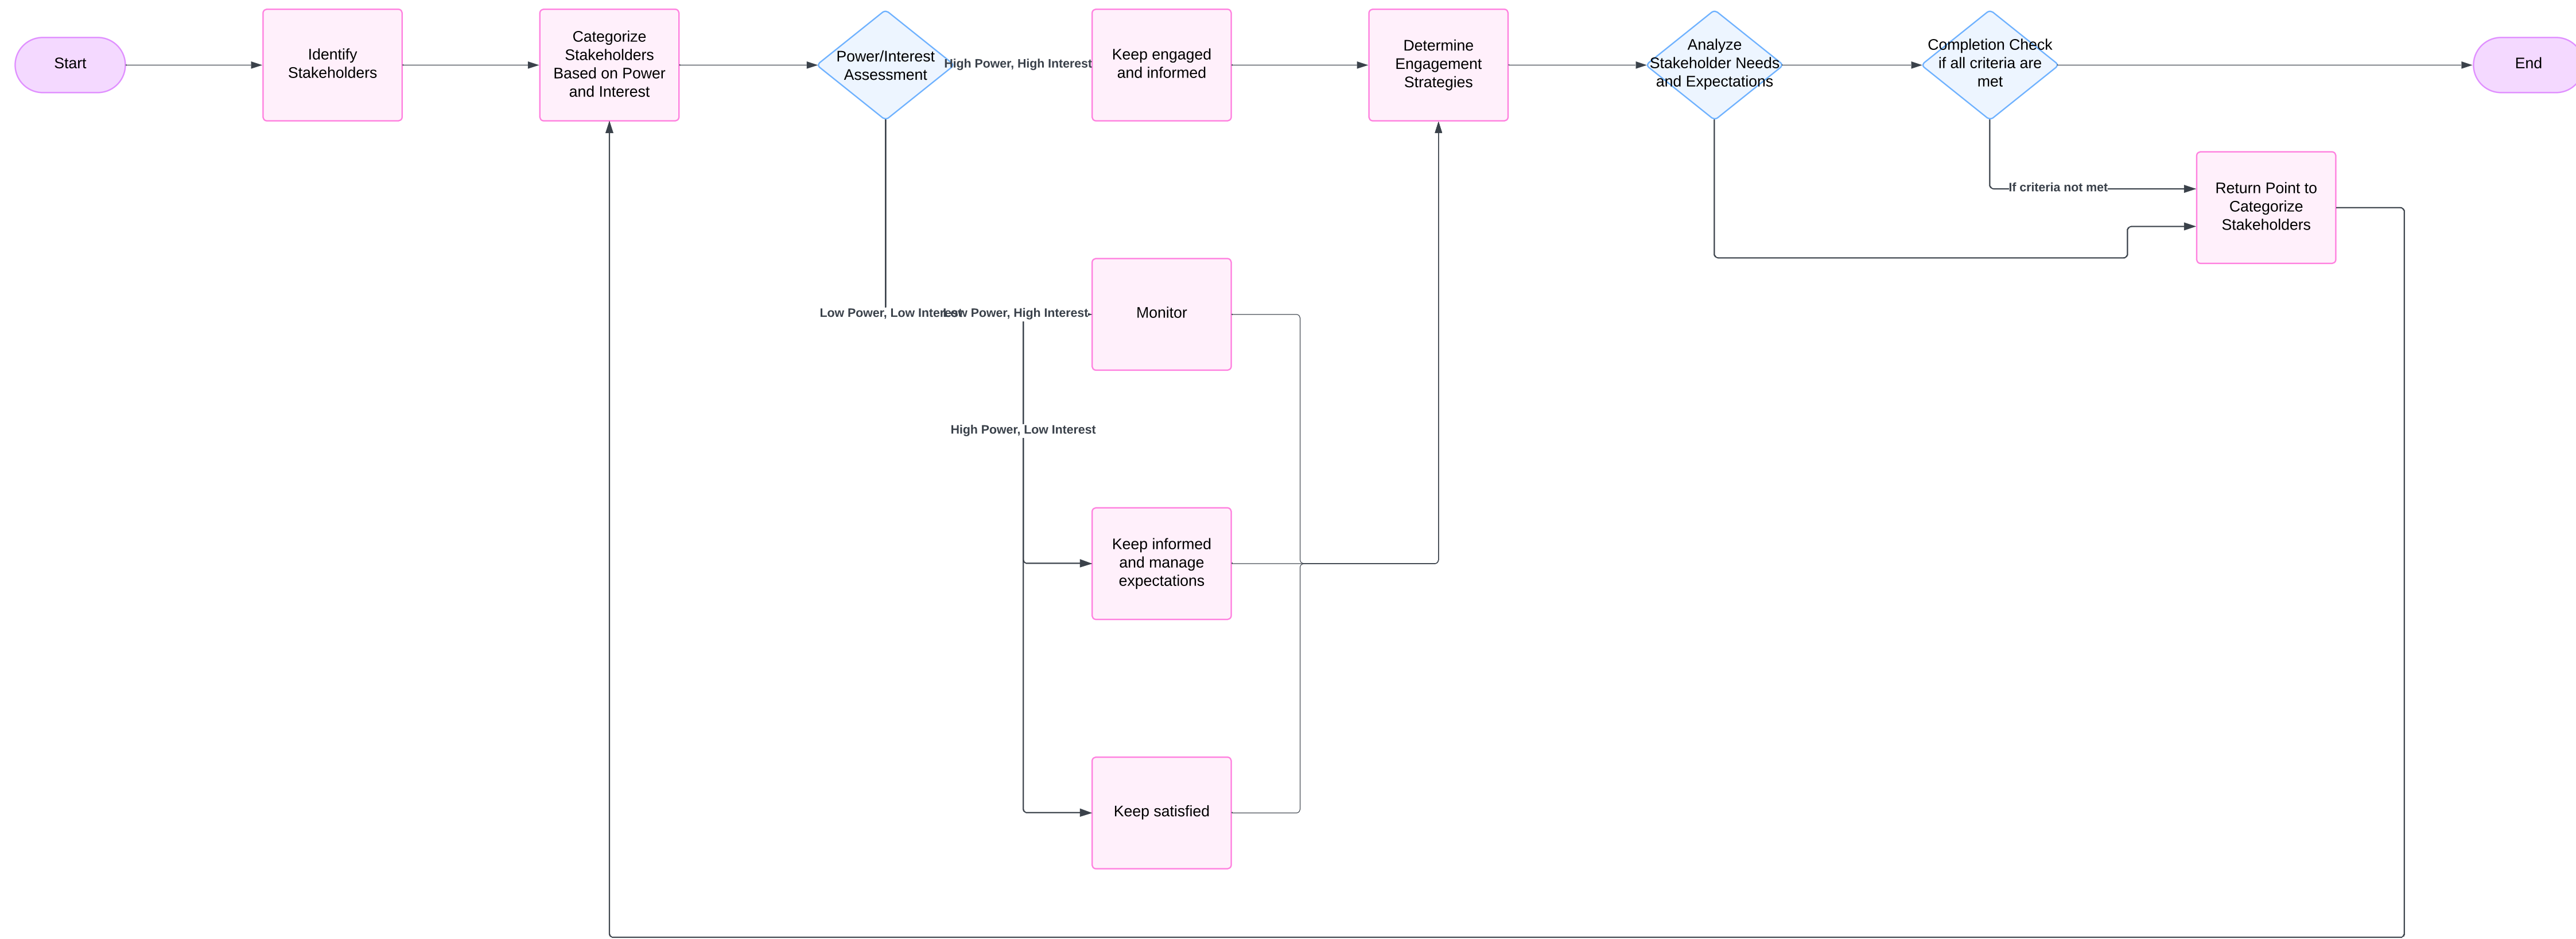 Start
Identify
Stakeholders
Categorize
Stakeholders
Based on Power
and Interest
Power/Interest
Assessment
High Power, High Interest
Keep engaged
and informed
Determine
Engagement
Strategies
Analyze
Stakeholder Needs
and Expectations
Completion Check
if all criteria are
met
End
If criteria not met
Return Point to
Categorize
Stakeholders
Low Power, Low Interest
Low Power, High Interest
Monitor
High Power, Low Interest
Keep informed
and manage
expectations
Keep satisfied